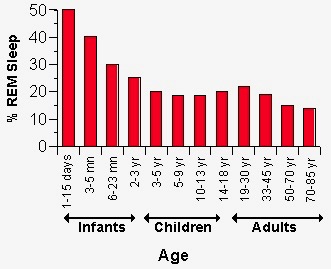 % REM Sleep
50
40
30
20
10
0
1-15 days
3-5 mn
6-23 mn
2-3 yr
3-5 yr
5-9 yr
10-13 yr
14-18 yr
19-30 yr
33-45 yr
50-70 yr
70-85 yr
Infants
Children
Adults
Age